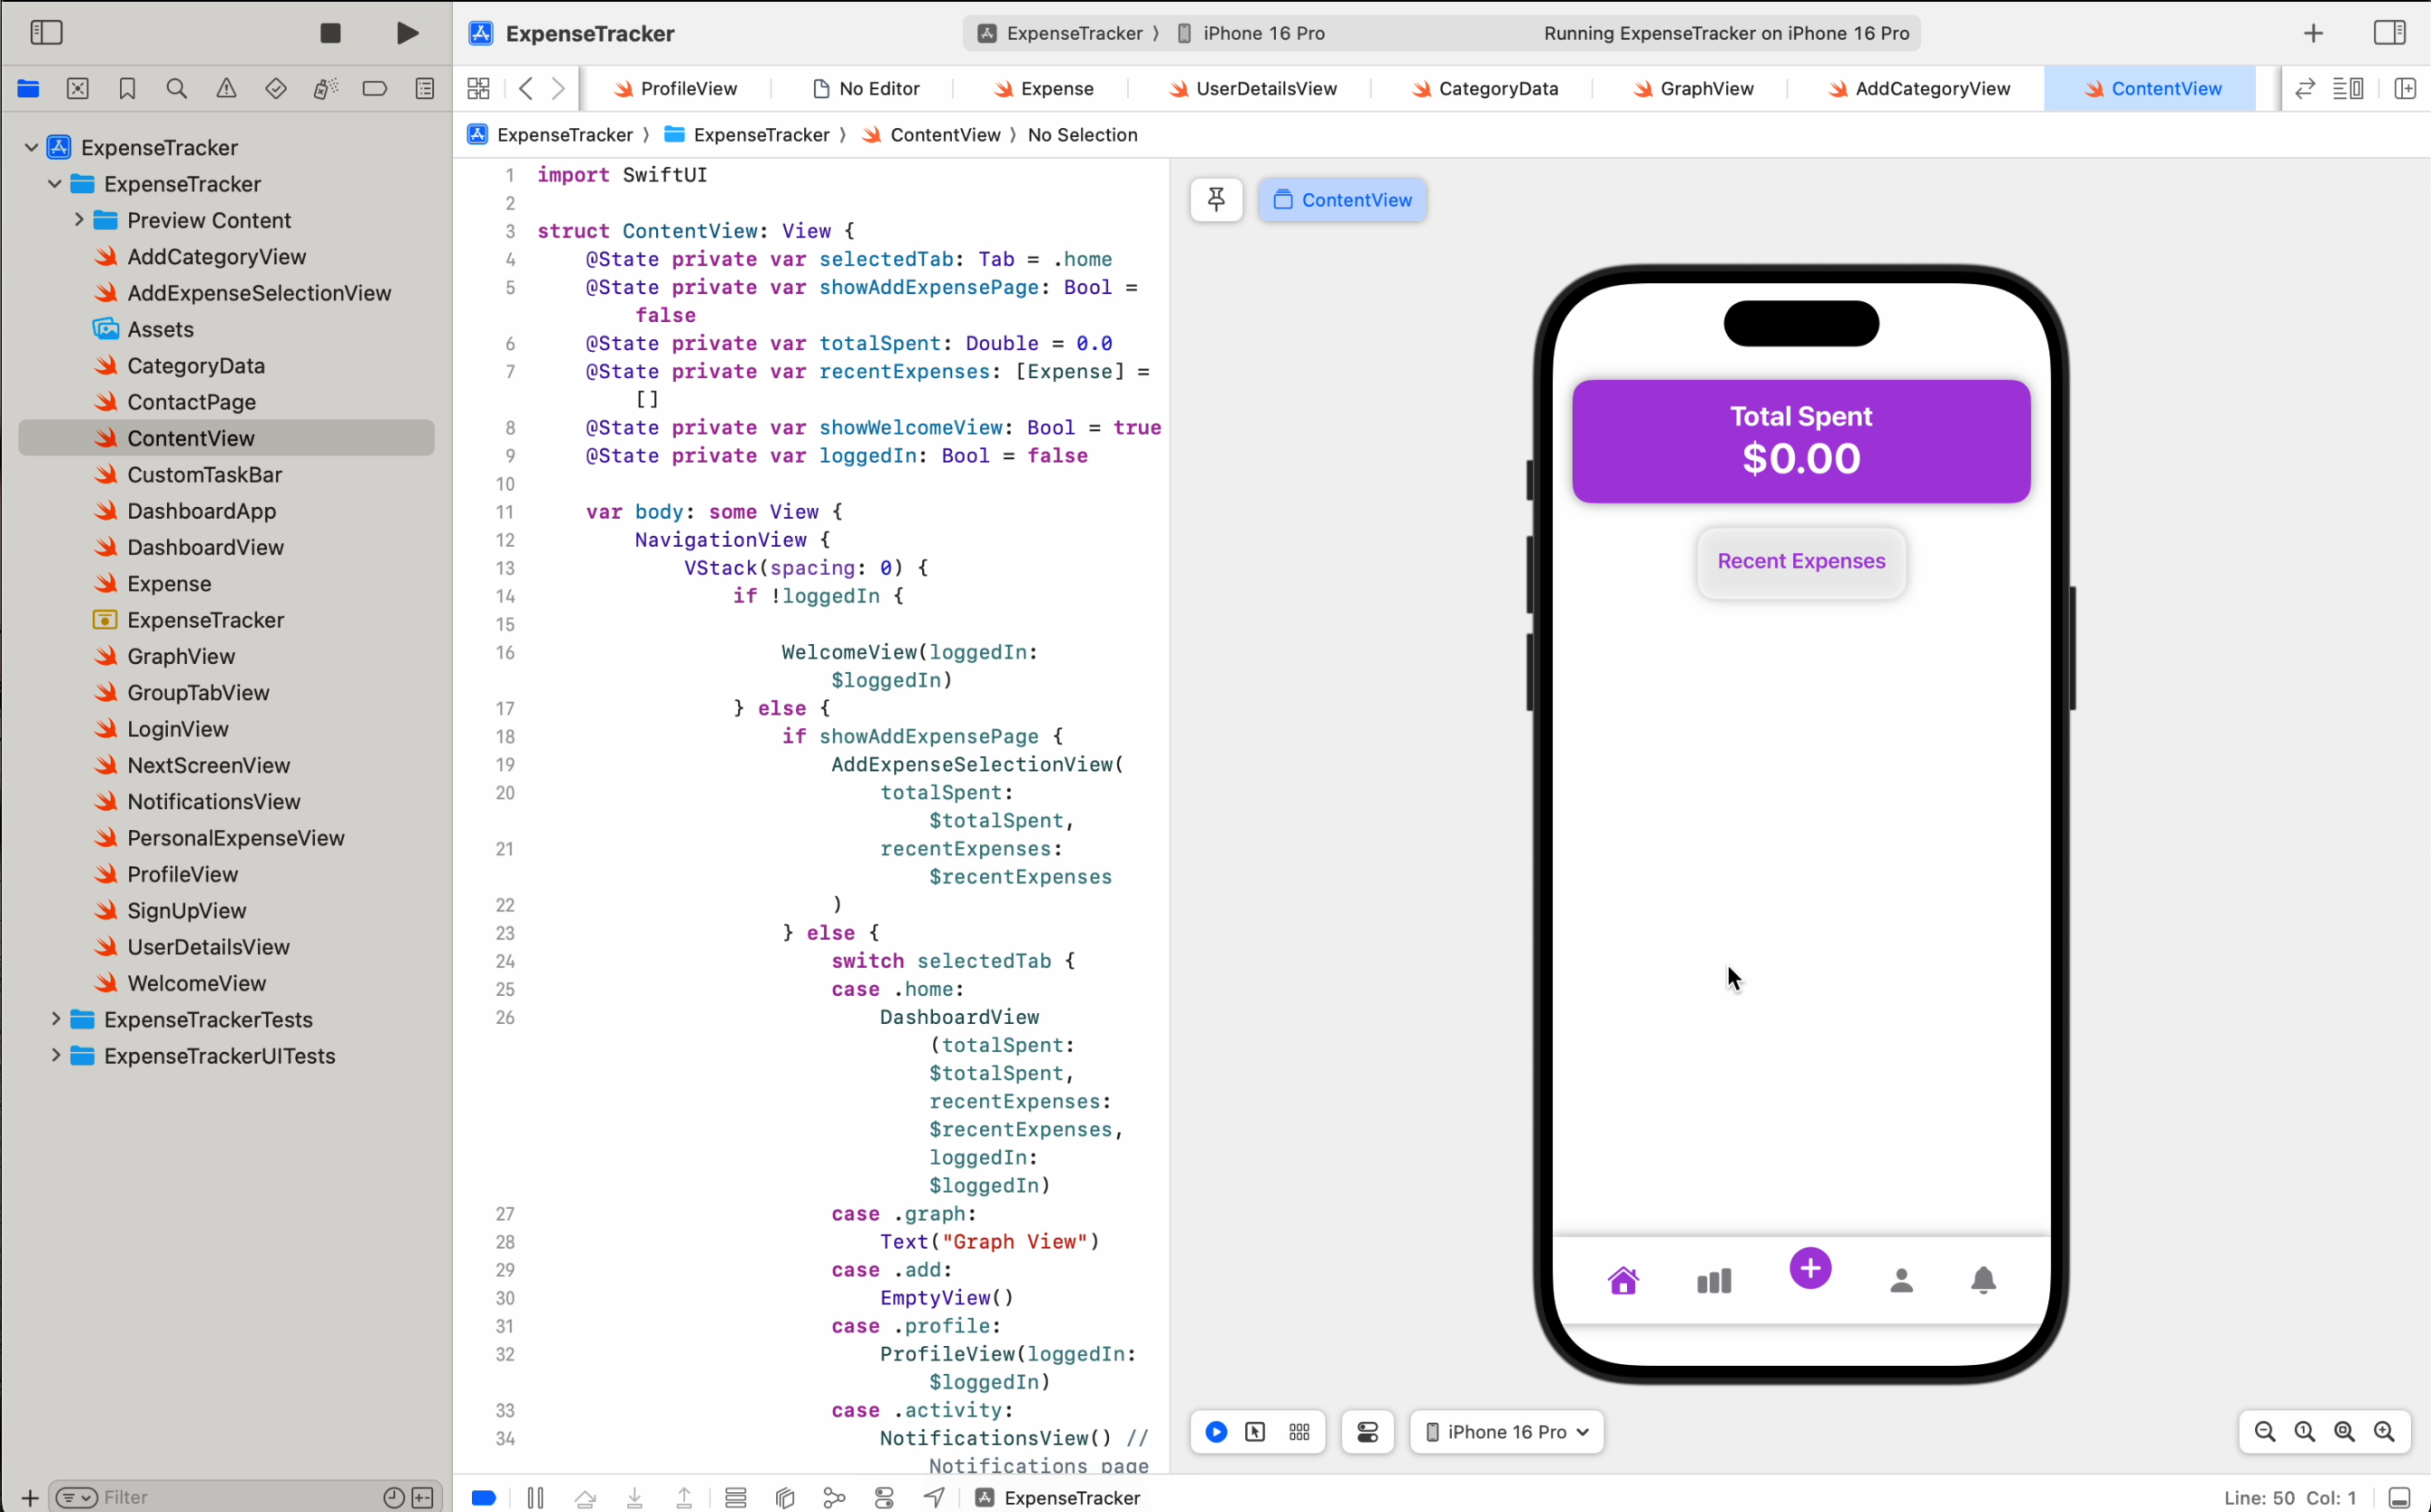 ExpenseTracker
ExpenseTracker 〉 iPhone 16 Pro
Running ExpenseTracker on iPhone 16 Pro
ProfileView
No Editor
Expense
UserDetailsView
CategoryData
GraphView
AddCategoryView
ContentView
ExpenseTracker 〉 ExpenseTracker 〉 ContentView 〉 No Selection
ExpenseTracker
ExpenseTracker
Preview Content
AddCategoryView
AddExpenseSelectionView
Assets
CategoryData
ContactPage
ContentView
CustomTaskBar
DashboardApp
DashboardView
Expense
ExpenseTracker
GraphView
GroupTabView
LoginView
NextScreenView
NotificationsView
PersonalExpenseView
ProfileView
SignUpView
UserDetailsView
WelcomeView
ExpenseTrackerTests
ExpenseTrackerUITests
Filter
1 import SwiftUI
2
3 struct ContentView: View {
4 @State private var selectedTab: Tab = .home
5 @State private var showAddExpensePage: Bool =
false
6 @State private var totalSpent: Double = 0.0
7 @State private var recentExpenses: [Expense] =
[]
8 @State private var showWelcomeView: Bool = true
9 @State private var loggedIn: Bool = false
10
11 var body: some View {
12 NavigationView {
13 VStack(spacing: 0) {
14 if !loggedIn {
15
16 WelcomeView(loggedIn:
$loggedIn)
17 } else {
18 if showAddExpensePage {
19 AddExpenseSelectionView(
20 totalSpent:
$totalSpent,
21 recentExpenses:
$recentExpenses
22 )
23 } else {
24 switch selectedTab {
25 case .home:
26 DashboardView
(totalSpent:
$totalSpent,
recentExpenses:
$recentExpenses,
loggedIn:
$loggedIn)
27 case .graph:
28 Text("Graph View")
29 case .add:
30 EmptyView()
31 case .profile:
32 ProfileView(loggedIn:
$loggedIn)
33 case .activity:
34 NotificationsView() //
Notifications page
ContentView
Total Spent
$0.00
Recent Expenses
iPhone 16 Pro
ExpenseTracker
Line: 50 Col: 1